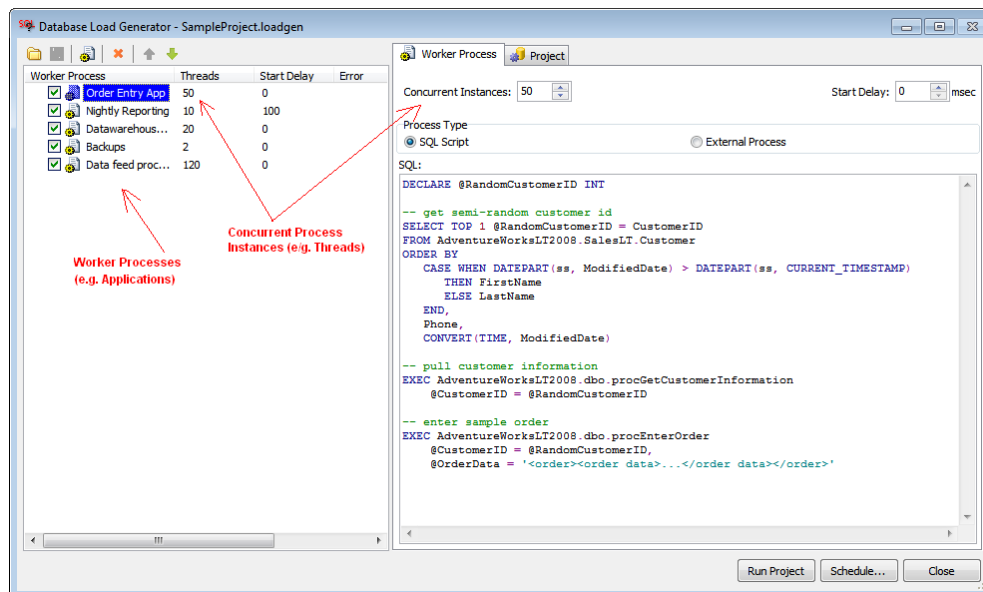 Database Load Generator - SampleProject.loadgen
Worker Process Threads Start Delay Error
Order Entry App 50 0
Nightly Reporting 10 100
Datawarehous... 20 0
Backups 2 0
Data feed proc... 120 0
Worker Processes
(e.g. Applications)
Concurrent Process
Instances (e/g. Threads)
Worker Process Project
Concurrent Instances: 50 Start Delay: 0 msec
Process Type
SQL Script External Process
SQL:
DECLARE @RandomCustomerID INT
-- get semi-random customer id
SELECT TOP 1 @RandomCustomerID = CustomerID
FROM AdventureWorksLT2008.SalesLT.Customer
ORDER BY
CASE WHEN DATEPART(ss, ModifiedDate) > DATEPART(ss, CURRENT_TIMESTAMP)
THEN FirstName
ELSE LastName
END,
Phone,
CONVERT(TIME, ModifiedDate)
-- pull customer information
EXEC AdventureWorksLT2008.dbo.procGetCustomerInformation
@CustomerID = @RandomCustomerID
-- enter sample order
EXEC AdventureWorksLT2008.dbo.procEnterOrder
@CustomerID = @RandomCustomerID,
@OrderData = '<order><order data>...</order data></order>'
Run Project Schedule... Close